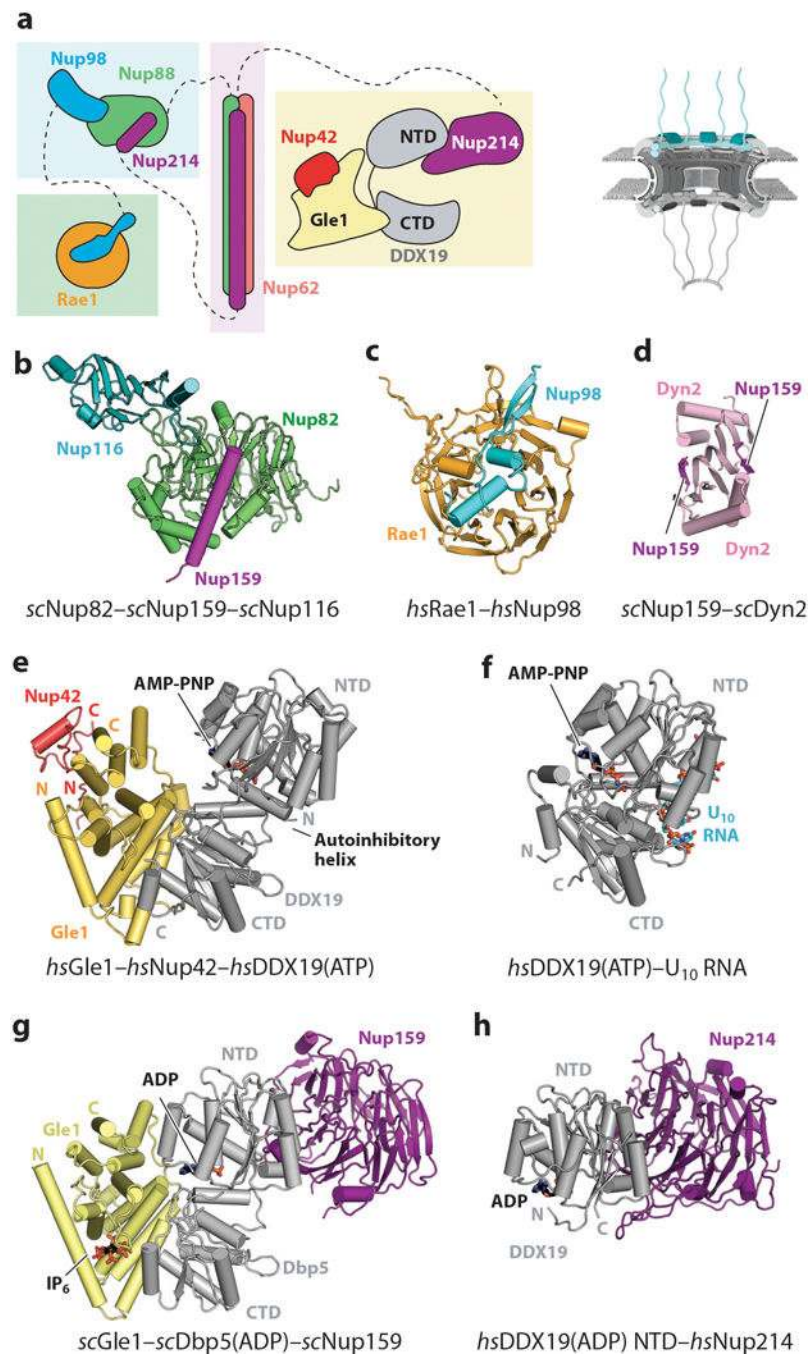 a
Nup98
Nup88
Nup214
Rae1
Nup62
Nup42
Gle1
NTD
Nup214
CTD
DDX19
b
Nup116
Nup82
Nup159
scNup82–scNup159–scNup116
c
Nup98
Rae1
hsRae1–hsNup98
d
Dyn2
Nup159
Nup159
Dyn2
scNup159–scDyn2
e
Nup42
C
C
N
N
AMP-PNP
NTD
N
Autoinhibitory
helix
DDX19
Gle1
C
CTD
hsGle1–hsNup42–hsDDX19(ATP)
f
AMP-PNP
NTD
U10
RNA
N
C
CTD
hsDDX19(ATP)–U10 RNA
g
Nup159
NTD
ADP
Gle1
C
N
IP6
Dbp5
CTD
scGle1–scDbp5(ADP)–scNup159
h
Nup214
NTD
ADP
N
C
DDX19
hsDDX19(ADP) NTD–hsNup214